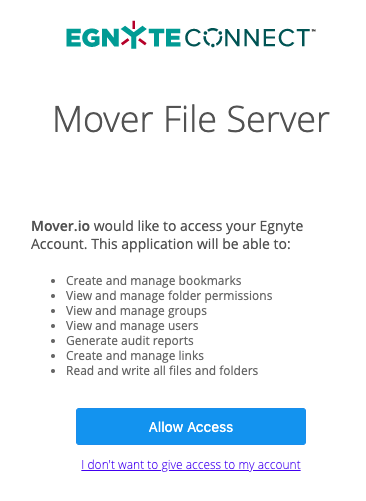 EGNYTE CONNECT™
Mover File Server
Mover.io would like to access your Egnyte
Account. This application will be able to:
• Create and manage bookmarks
• View and manage folder permissions
• View and manage groups
• View and manage users
• Generate audit reports
• Create and manage links
• Read and write all files and folders
Allow Access
I don't want to give access to my account